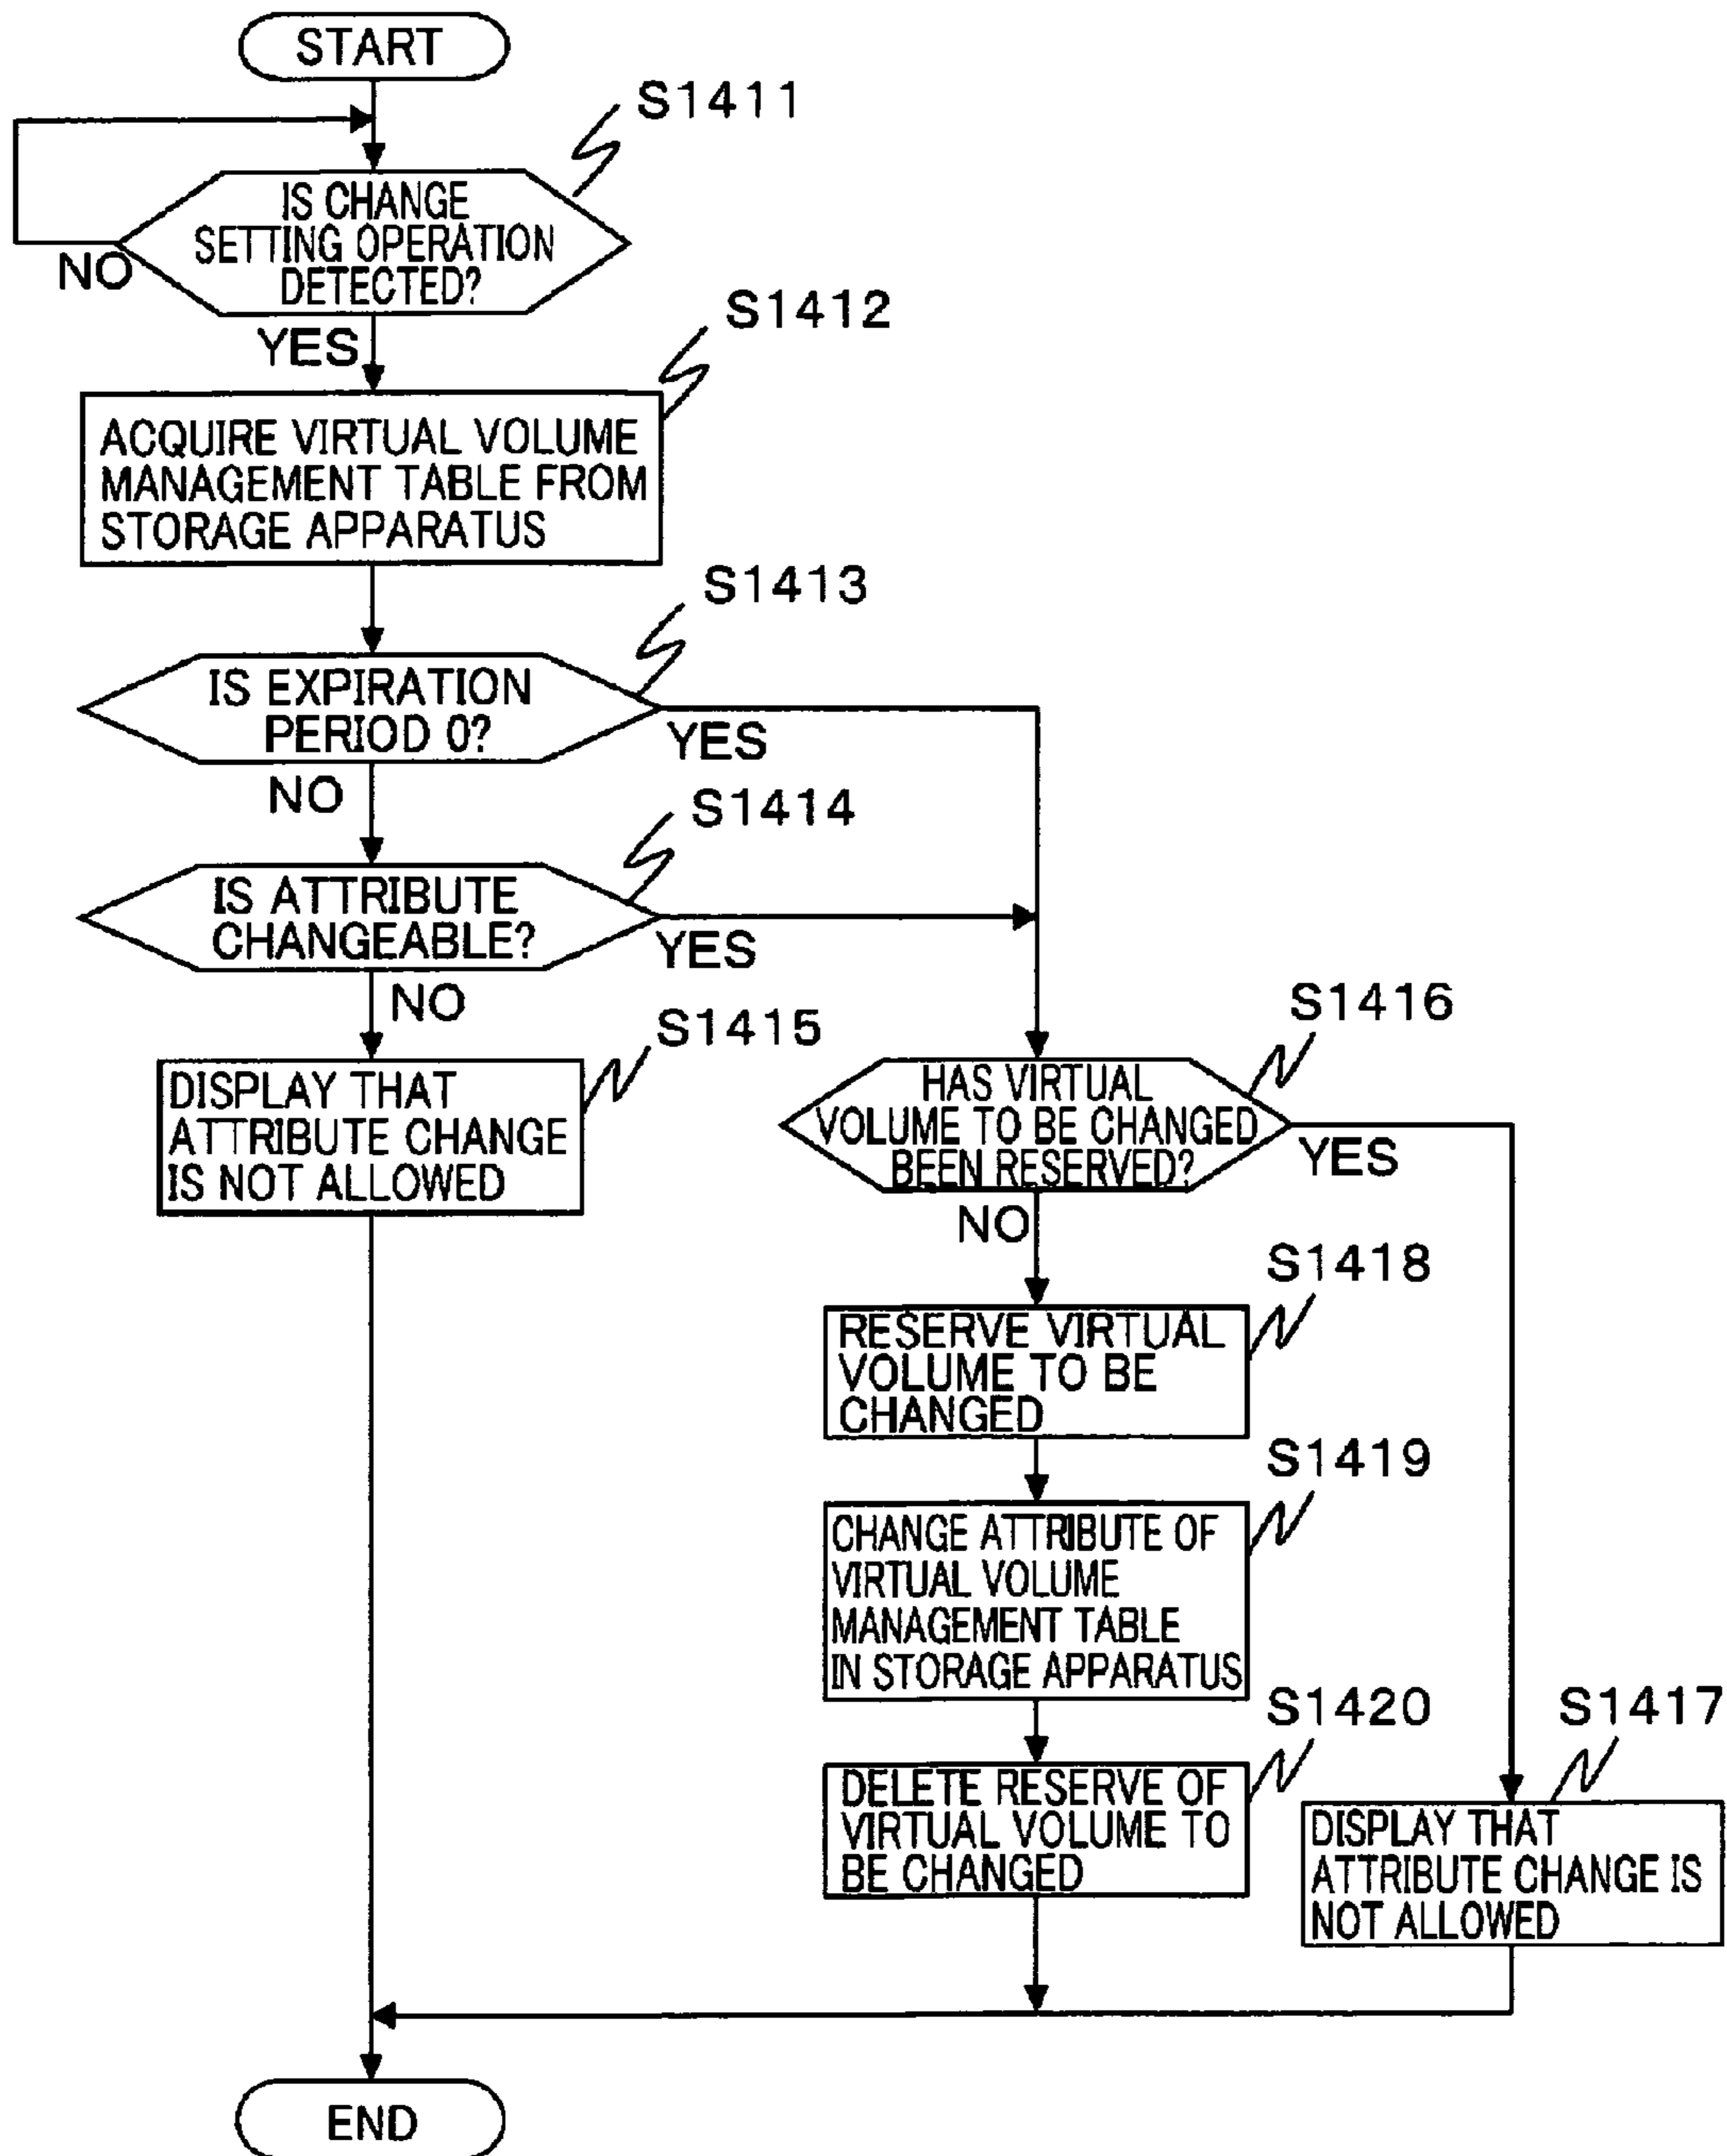 START
S1411
IS CHANGE
SETTING OPERATION
DETECTED?
NO
YES
S1412
ACQUIRE VIRTUAL VOLUME
MANAGEMENT TABLE FROM
STORAGE APPARATUS
S1413
IS EXPIRATION
PERIOD 0?
YES
NO
S1414
IS ATTRIBUTE
CHANGEABLE?
YES
NO
S1415
DISPLAY THAT
ATTRIBUTE CHANGE
IS NOT ALLOWED
S1416
HAS VIRTUAL
VOLUME TO BE CHANGED
BEEN RESERVED?
YES
NO
S1418
RESERVE VIRTUAL
VOLUME TO BE
CHANGED
S1419
CHANGE ATTRIBUTE OF
VIRTUAL VOLUME
MANAGEMENT TABLE
IN STORAGE APPARATUS
S1420
DELETE RESERVE OF
VIRTUAL VOLUME TO
BE CHANGED
S1417
DISPLAY THAT
ATTRIBUTE CHANGE IS
NOT ALLOWED
END